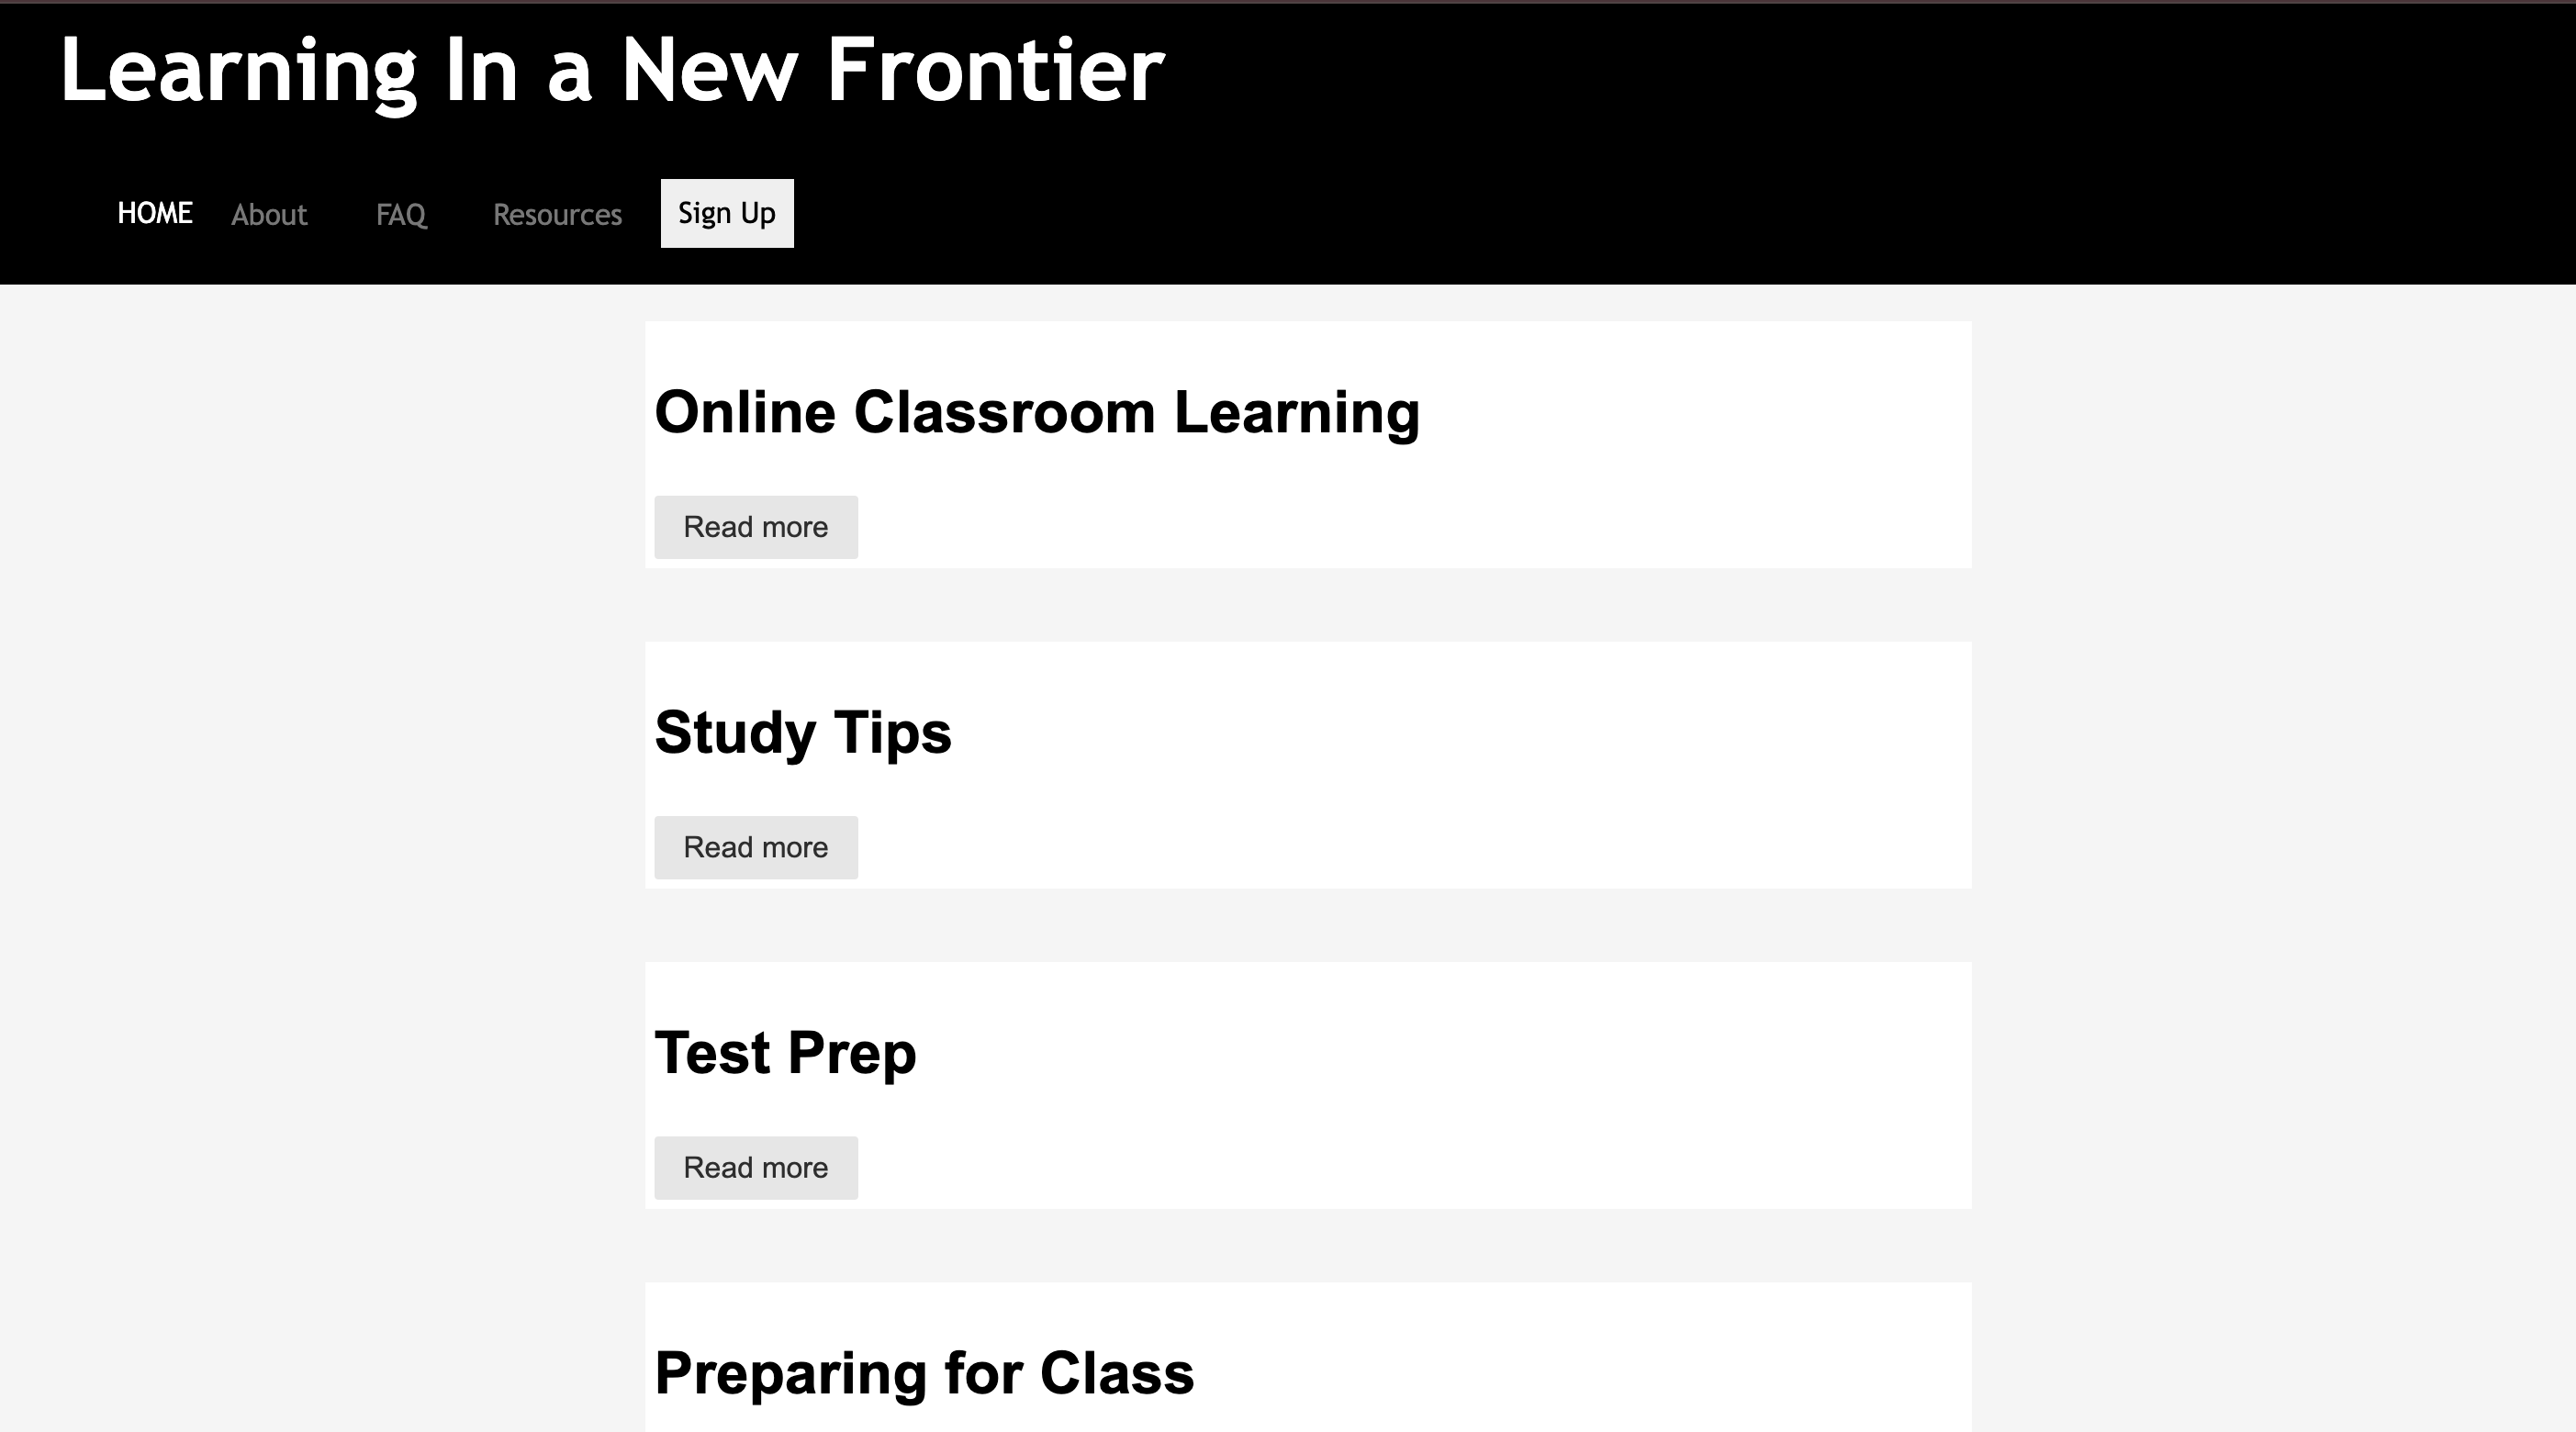 Learning In a New Frontier
HOME About FAQ Resources Sign Up
Online Classroom Learning
Read more
Study Tips
Read more
Test Prep
Read more
Preparing for Class